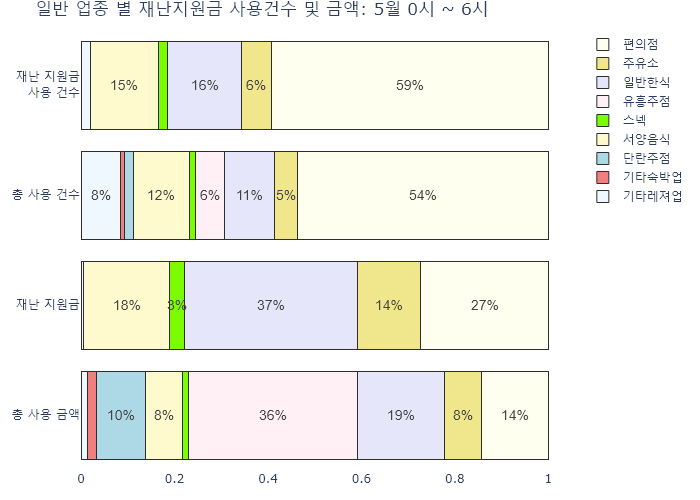 일반 업종 별 재난지원금 사용건수 및 금액: 5월 0시 ~ 6시
재난 지원금
사용 건수
15%
16%
6%
59%
총 사용 건수
8%
12%
6%
11%
5%
54%
재난 지원금
18%
3%
37%
14%
27%
총 사용 금액
10%
8%
36%
19%
8%
14%
0
0.2
0.4
0.6
0.8
1
편의점
주유소
일반한식
유흥주점
스넥
서양음식
단란주점
기타숙박업
기타레져업